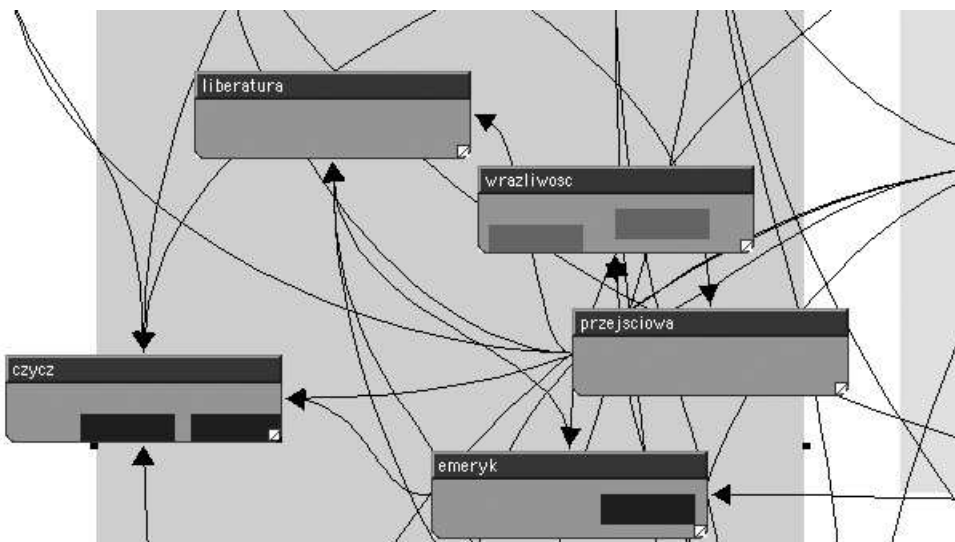 liberatura
wrazliwosc
przejsciowa
czycz
emeryk